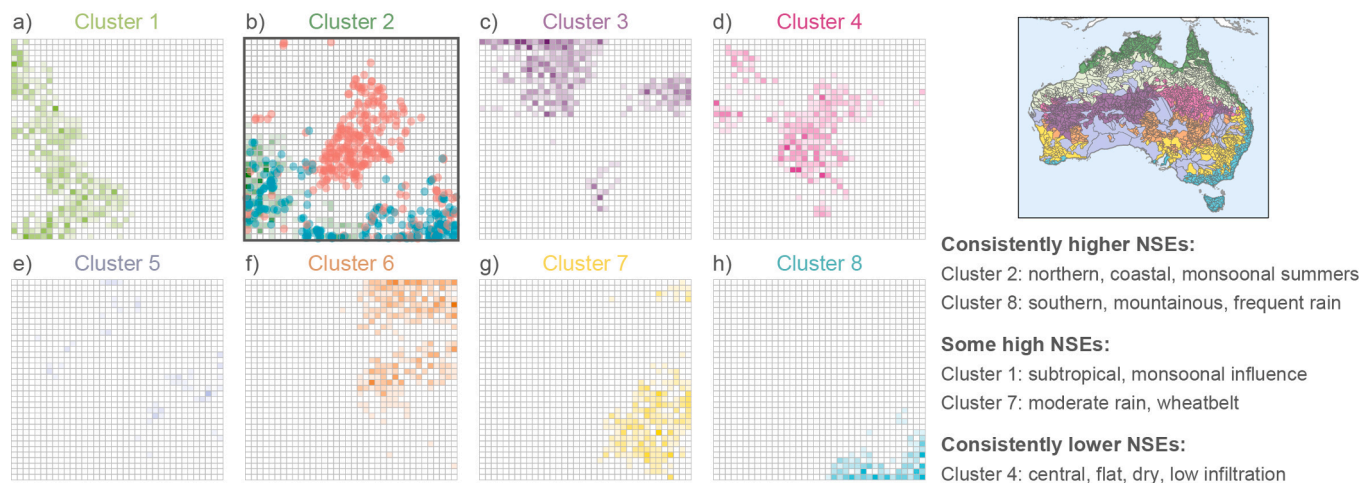 a) Cluster 1
b) Cluster 2
c) Cluster 3
d) Cluster 4
e) Cluster 5
f) Cluster 6
g) Cluster 7
h) Cluster 8
Consistently higher NSEs:
Cluster 2: northern, coastal, monsoonal summers
Cluster 8: southern, mountainous, frequent rain
Some high NSEs:
Cluster 1: subtropical, monsoonal influence
Cluster 7: moderate rain, wheatbelt
Consistently lower NSEs:
Cluster 4: central, flat, dry, low infiltration